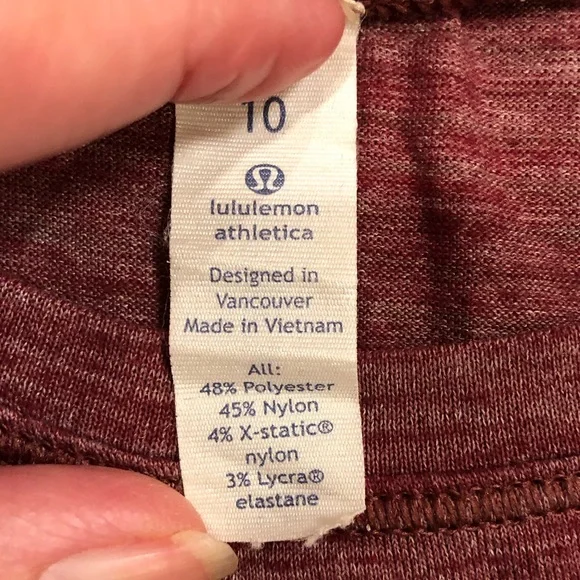 10
lululemon
athletica
Designed in
Vancouver
Made in Vietnam
All:
48% Polyester
45% Nylon
4% X-static®
nylon
3% Lycra®
elastane